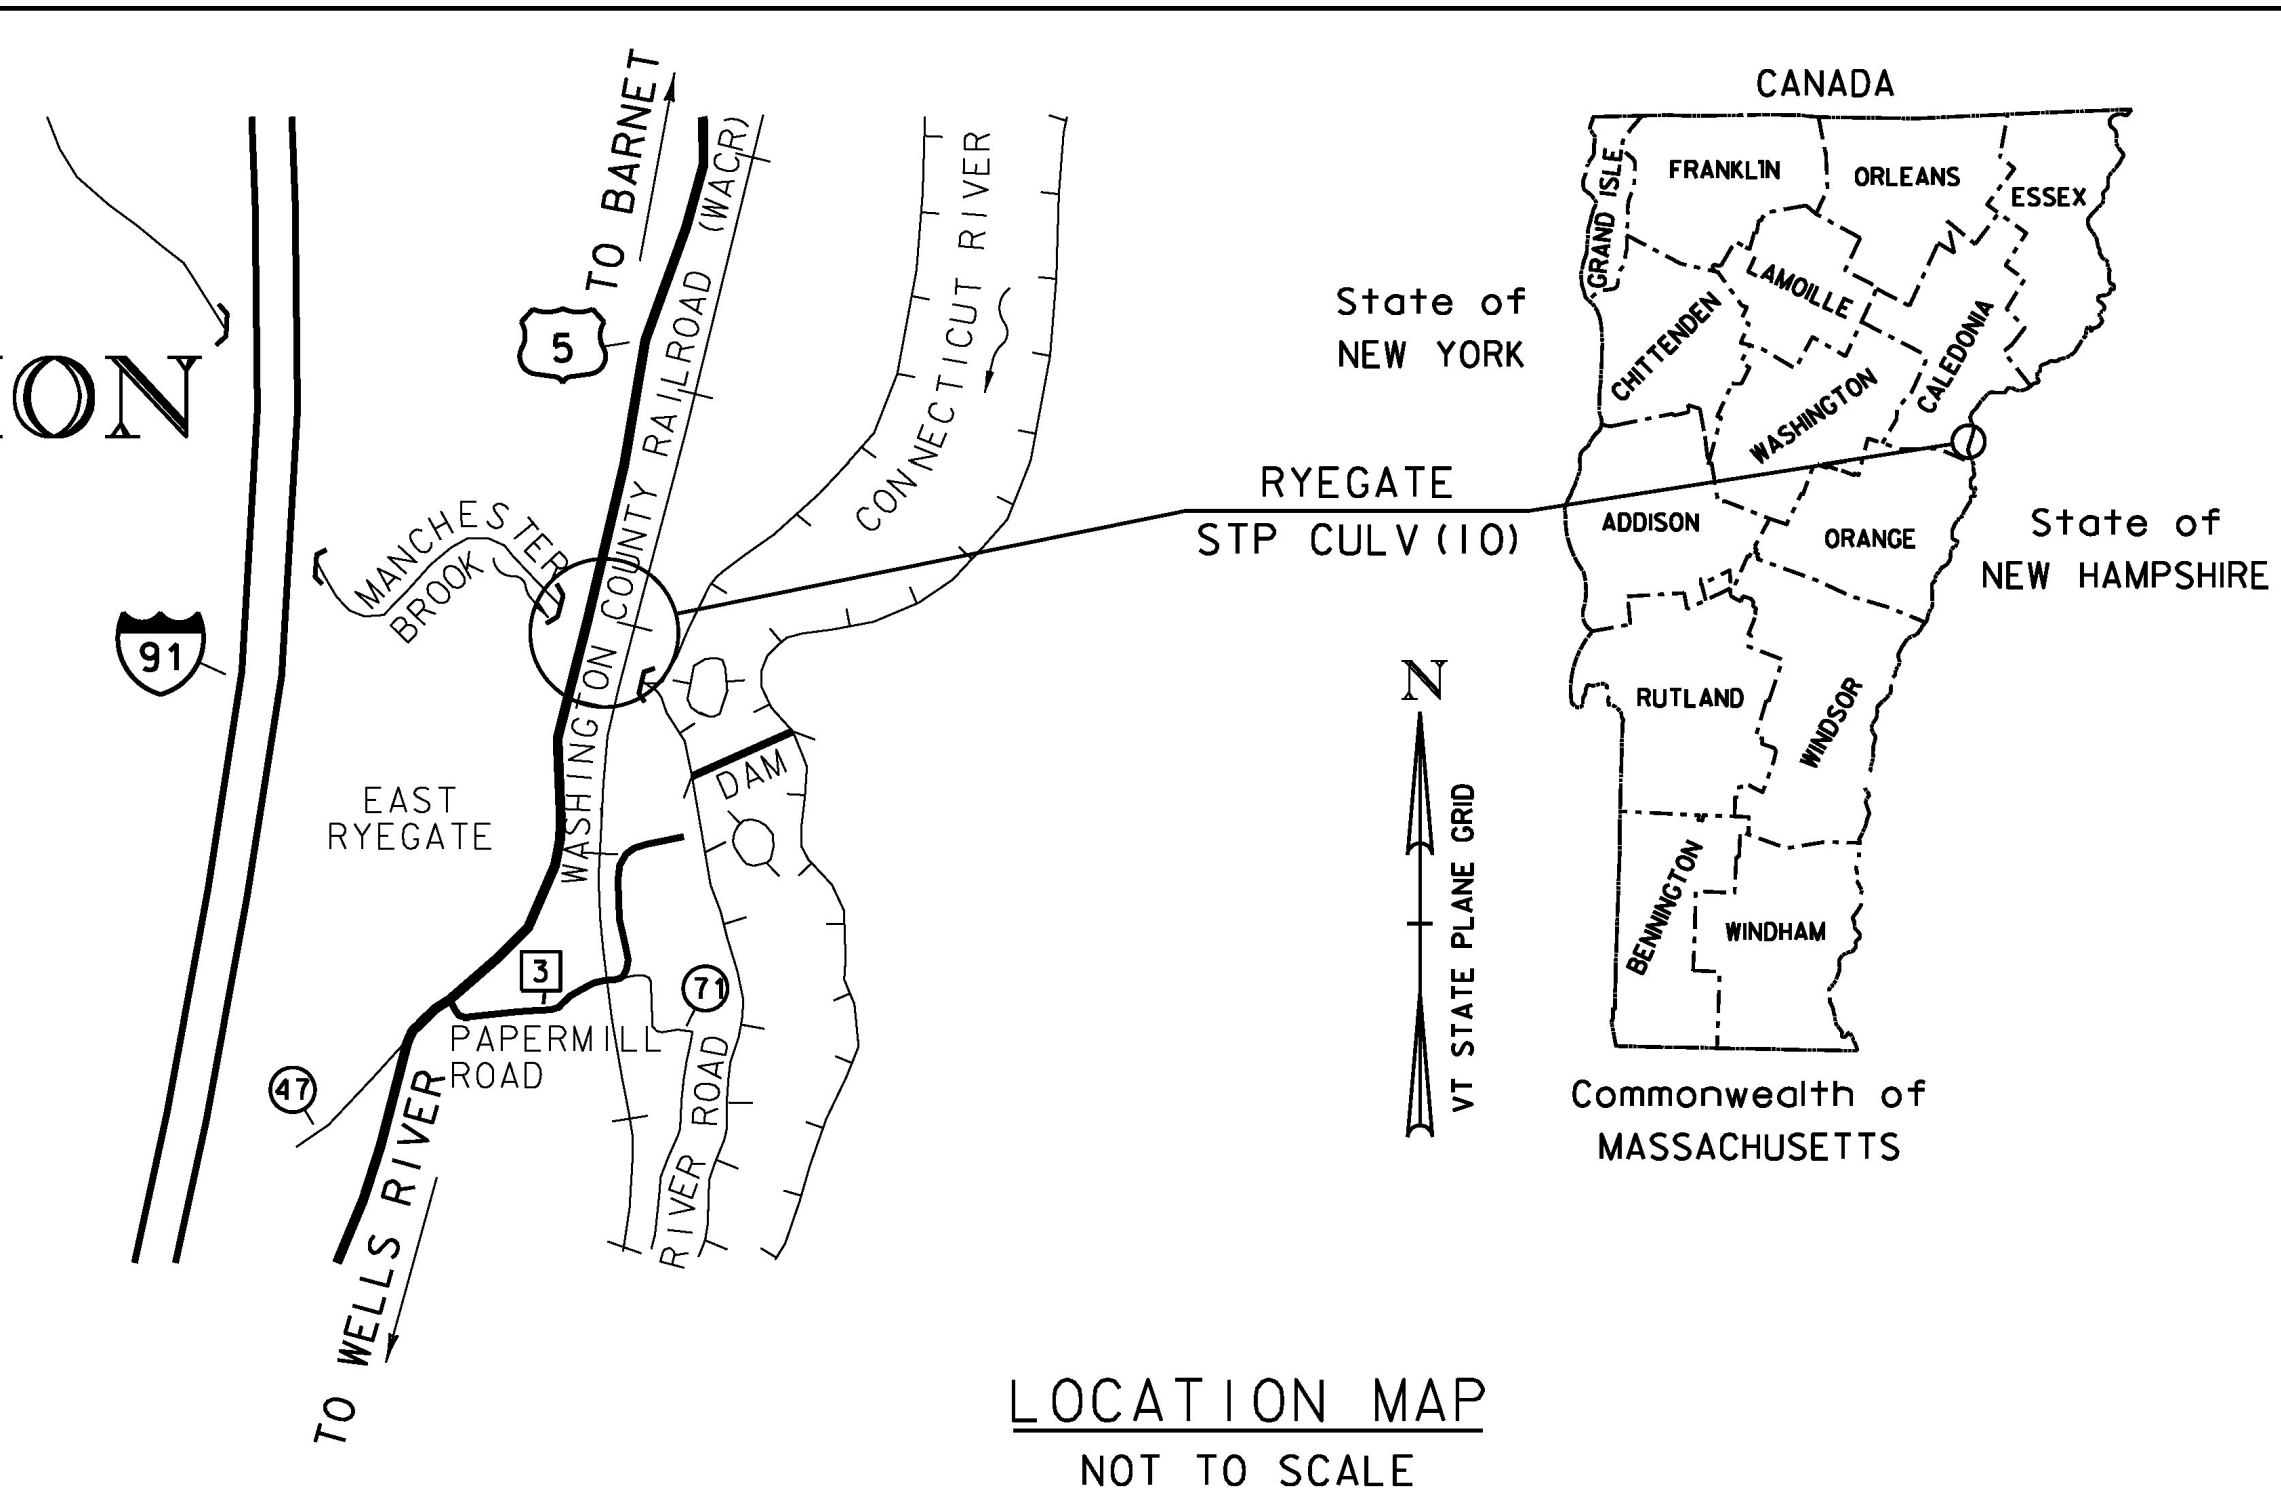 ION
TO BARNET
5
WASHINGTON COUNTY RAILROAD (WACR)
CONNECTICUT RIVER
MANCHESTER
BROOK
91
EAST
RYEGATE
DAM
3
71
PAPERMILL
ROAD
47
RIVER ROAD
TO WELLS RIVER
RYEGATE
STP CULV(10)
CANADA
GRAND ISLE
FRANKLIN
ORLEANS
ESSEX
LAMOILLE
CHITTENDEN
CALEDONIA
WASHINGTON
ADDISON
ORANGE
RUTLAND
WINDSOR
BENNINGTON
WINDHAM
State of
NEW YORK
State of
NEW HAMPSHIRE
Commonwealth of
MASSACHUSETTS
N
VT STATE PLANE GRID
LOCATION MAP
NOT TO SCALE